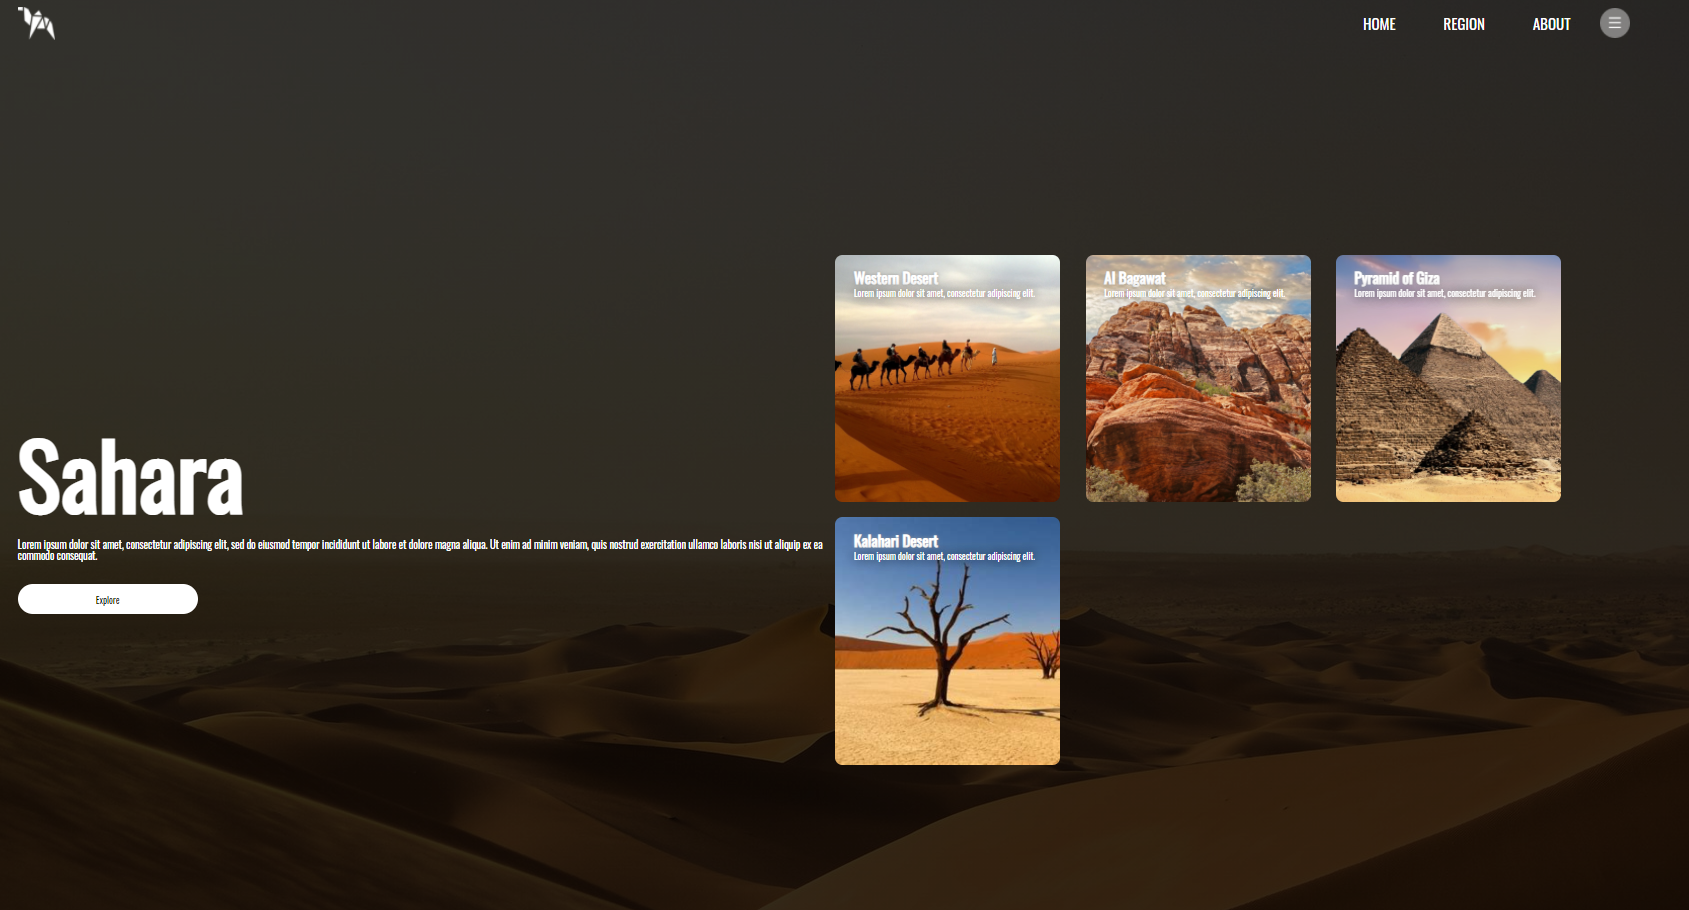 HOME
REGION
ABOUT
Western Desert
Lorem ipsum dolor sit amet, consectetur adipiscing elit.
Al Bagawat
Lorem ipsum dolor sit amet, consectetur adipiscing elit.
Pyramid of Giza
Lorem ipsum dolor sit amet, consectetur adipiscing elit.
Sahara
Lorem ipsum dolor sit amet, consectetur adipiscing elit, sed do eiusmod tempor incididunt ut labore et dolore magna aliqua. Ut enim ad minim veniam, quis nostrud exercitation ullamco laboris nisi ut aliquip ex ea
commodo consequat.
Explore
Kalahari Desert
Lorem ipsum dolor sit amet, consectetur adipiscing elit.